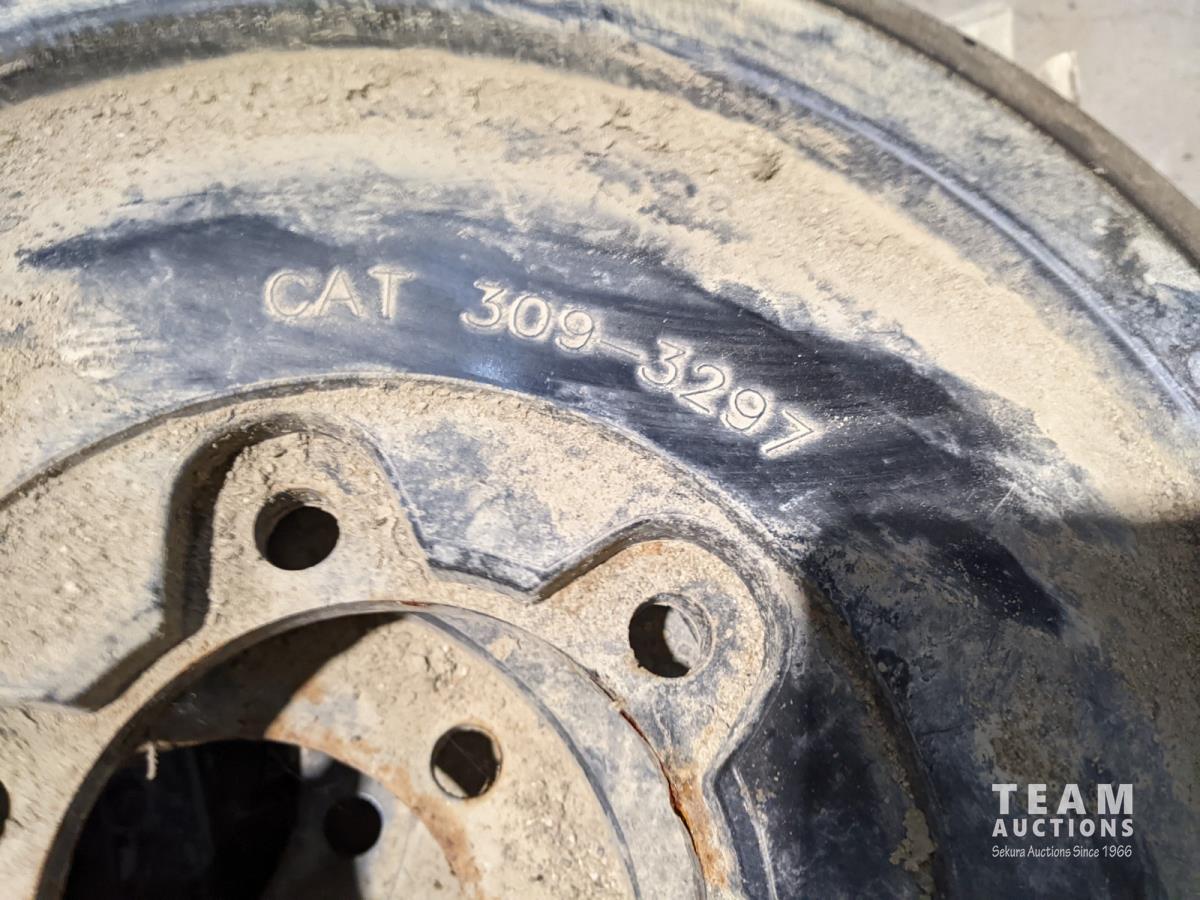 CAT 309-3297
TEAM
AUCTIONS
Sekura Auctions Since 1966